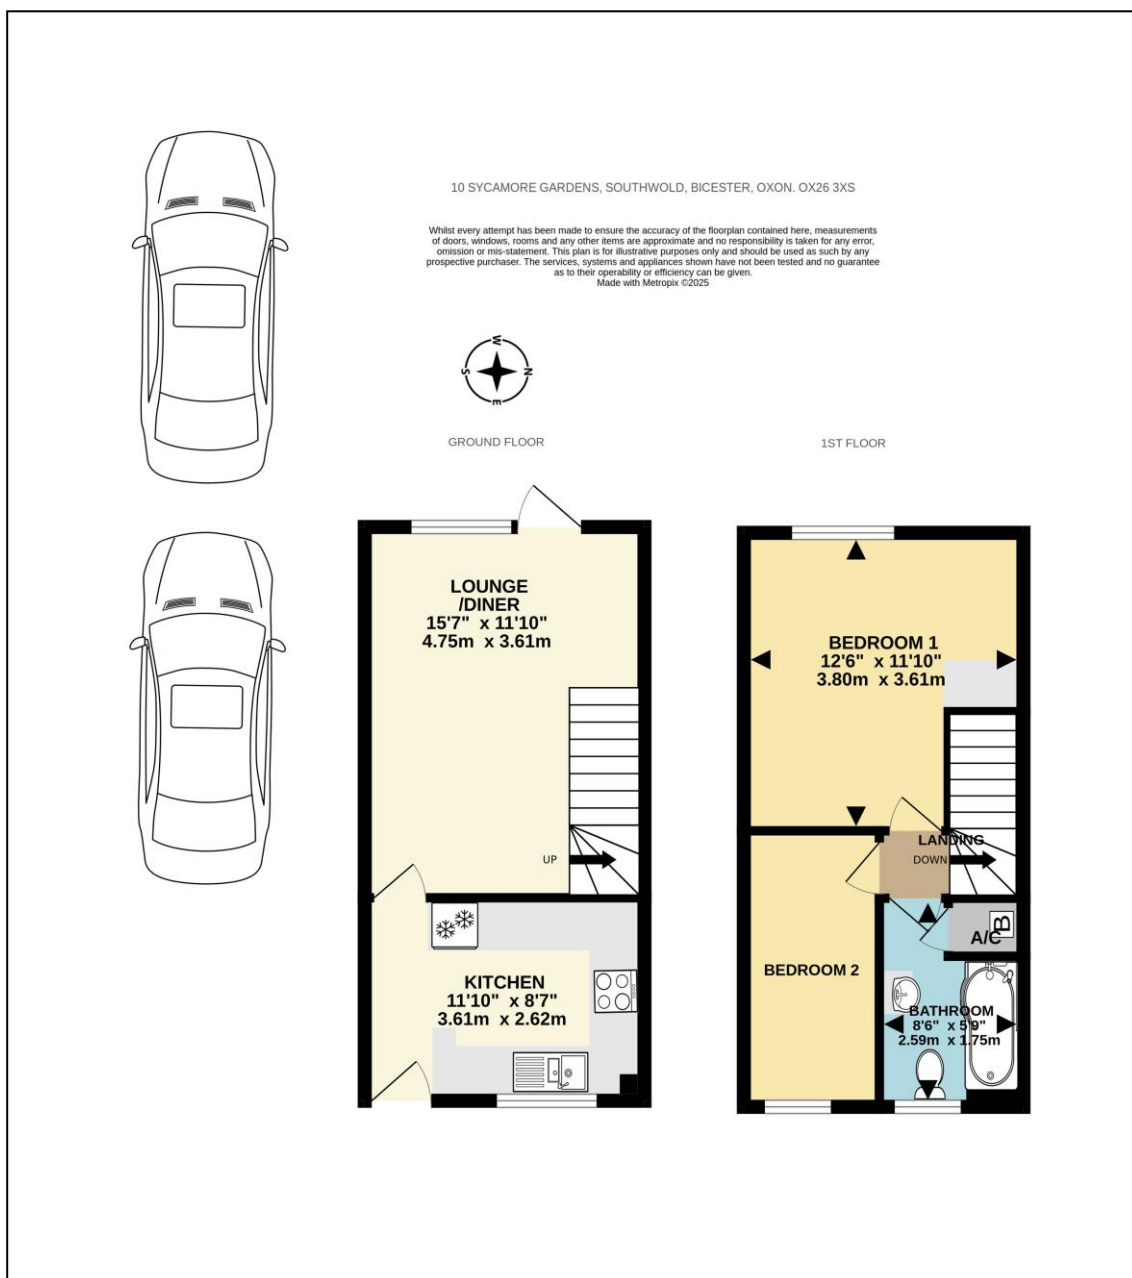 10 SYCAMORE GARDENS, SOUTHWOLD, BICESTER, OXON. OX26 3XS
Whilst every attempt has been made to ensure the accuracy of the floorplan contained here, measurements
of doors, windows, rooms and any other items are approximate and no responsibility is taken for any error,
omission or mis-statement. This plan is for illustrative purposes only and should be used as such by any
prospective purchaser. The services, systems and appliances shown have not been tested and no guarantee
as to their operability or efficiency can be given.
Made with Metropix ©2025
W
S
N
E
GROUND FLOOR
LOUNGE
/DINER
15'7" x 11'10"
4.75m x 3.61m
UP
KITCHEN
11'10" x 8'7"
3.61m x 2.62m
1ST FLOOR
BEDROOM 1
12'6" x 11'10"
3.80m x 3.61m
LANDING
DOWN
B
A/C
BEDROOM 2
BATHROOM
8'6" x 5'9"
2.59m x 1.75m